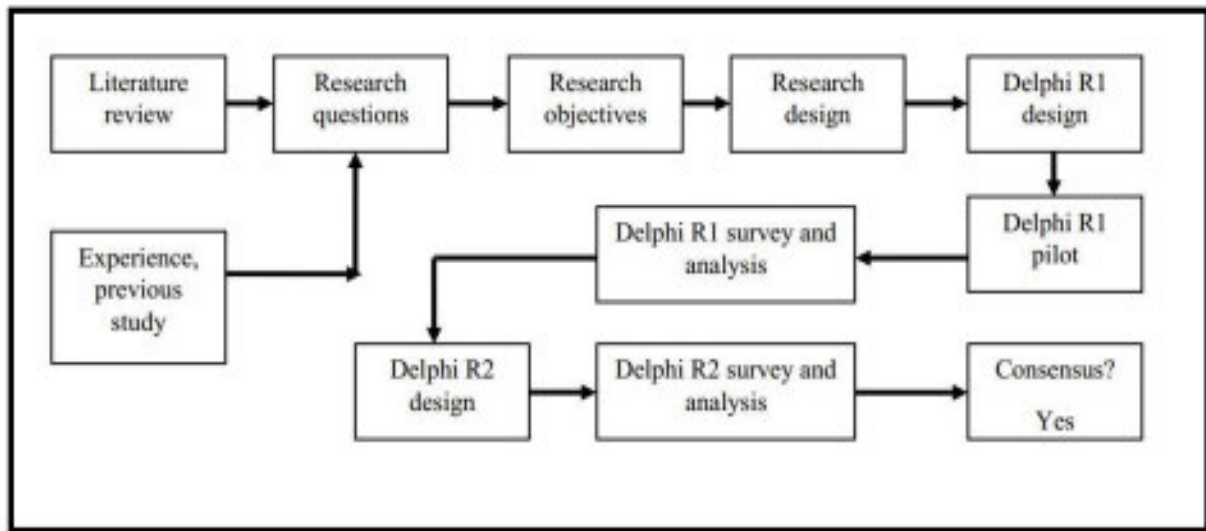 Literature
review
Research
questions
Research
objectives
Research
design
Delphi R1
design
Experience,
previous
study
Delphi R1 survey and
analysis
Delphi R1
pilot
Delphi R2
design
Delphi R2 survey and
analysis
Consensus?
Yes